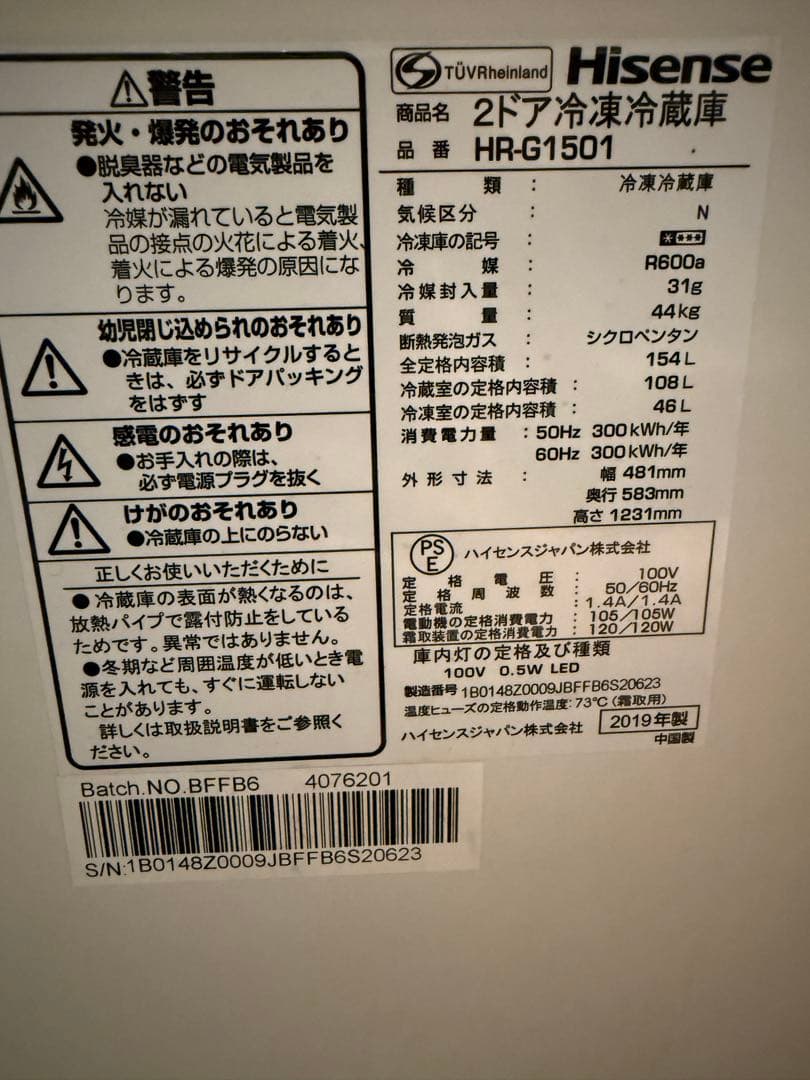 警告
発火・爆発のおそれあり
●脱臭器などの電気製品を
入れない
冷媒が漏れていると電気製
品の接点の火花による着火、
着火による爆発の原因にな
ります。
幼児閉じ込められのおそれあり
●冷蔵庫をリサイクルすると
きは、必ずドアパッキング
をはずす
感電のおそれあり
●お手入れの際は、
必ず電源プラグを抜く
けがのおそれあり
●冷蔵庫の上にのらない
正しくお使いいただくために
●冷蔵庫の表面が熱くなるのは、
放熱パイプで露付防止をしている
ためです。異常ではありません。
●冬期など周囲温度が低いとき電
源を入れても、すぐに運転しない
ことがあります。
詳しくは取扱説明書をご参照く
ださい。
TÜVRheinland Hisense
商品名 2ドア冷凍冷蔵庫
品番 HR-G1501
種類 : 冷凍冷蔵庫
気候区分 : N
冷凍庫の記号 : ****
冷媒 : R600a
冷媒封入量 : 31g
質量 : 44kg
断熱発泡ガス : シクロペンタン
全定格内容積 : 154L
冷蔵室の定格内容積 : 108L
冷凍室の定格内容積 : 46L
消費電力量 : 50Hz 300kWh/年
60Hz 300kWh/年
外形寸法 : 幅 481mm
奥行 583mm
高さ 1231mm
PSE ハイセンスジャパン株式会社
定格電圧 : 100V
定格周波数 : 50/60Hz
定格電流 : 1.4A/1.4A
電動機の定格消費電力 : 105/105W
霜取装置の定格消費電力 : 120/120W
庫内灯の定格及び種類
100V 0.5W LED
製造番号 1B0148Z0009JBFFB6S20623
温度ヒューズの定格動作温度:73℃(霜取用)
ハイセンスジャパン株式会社 2019年製
中国製
Batch.NO.BFFB6 4076201
S/N:1B0148Z0009JBFFB6S20623